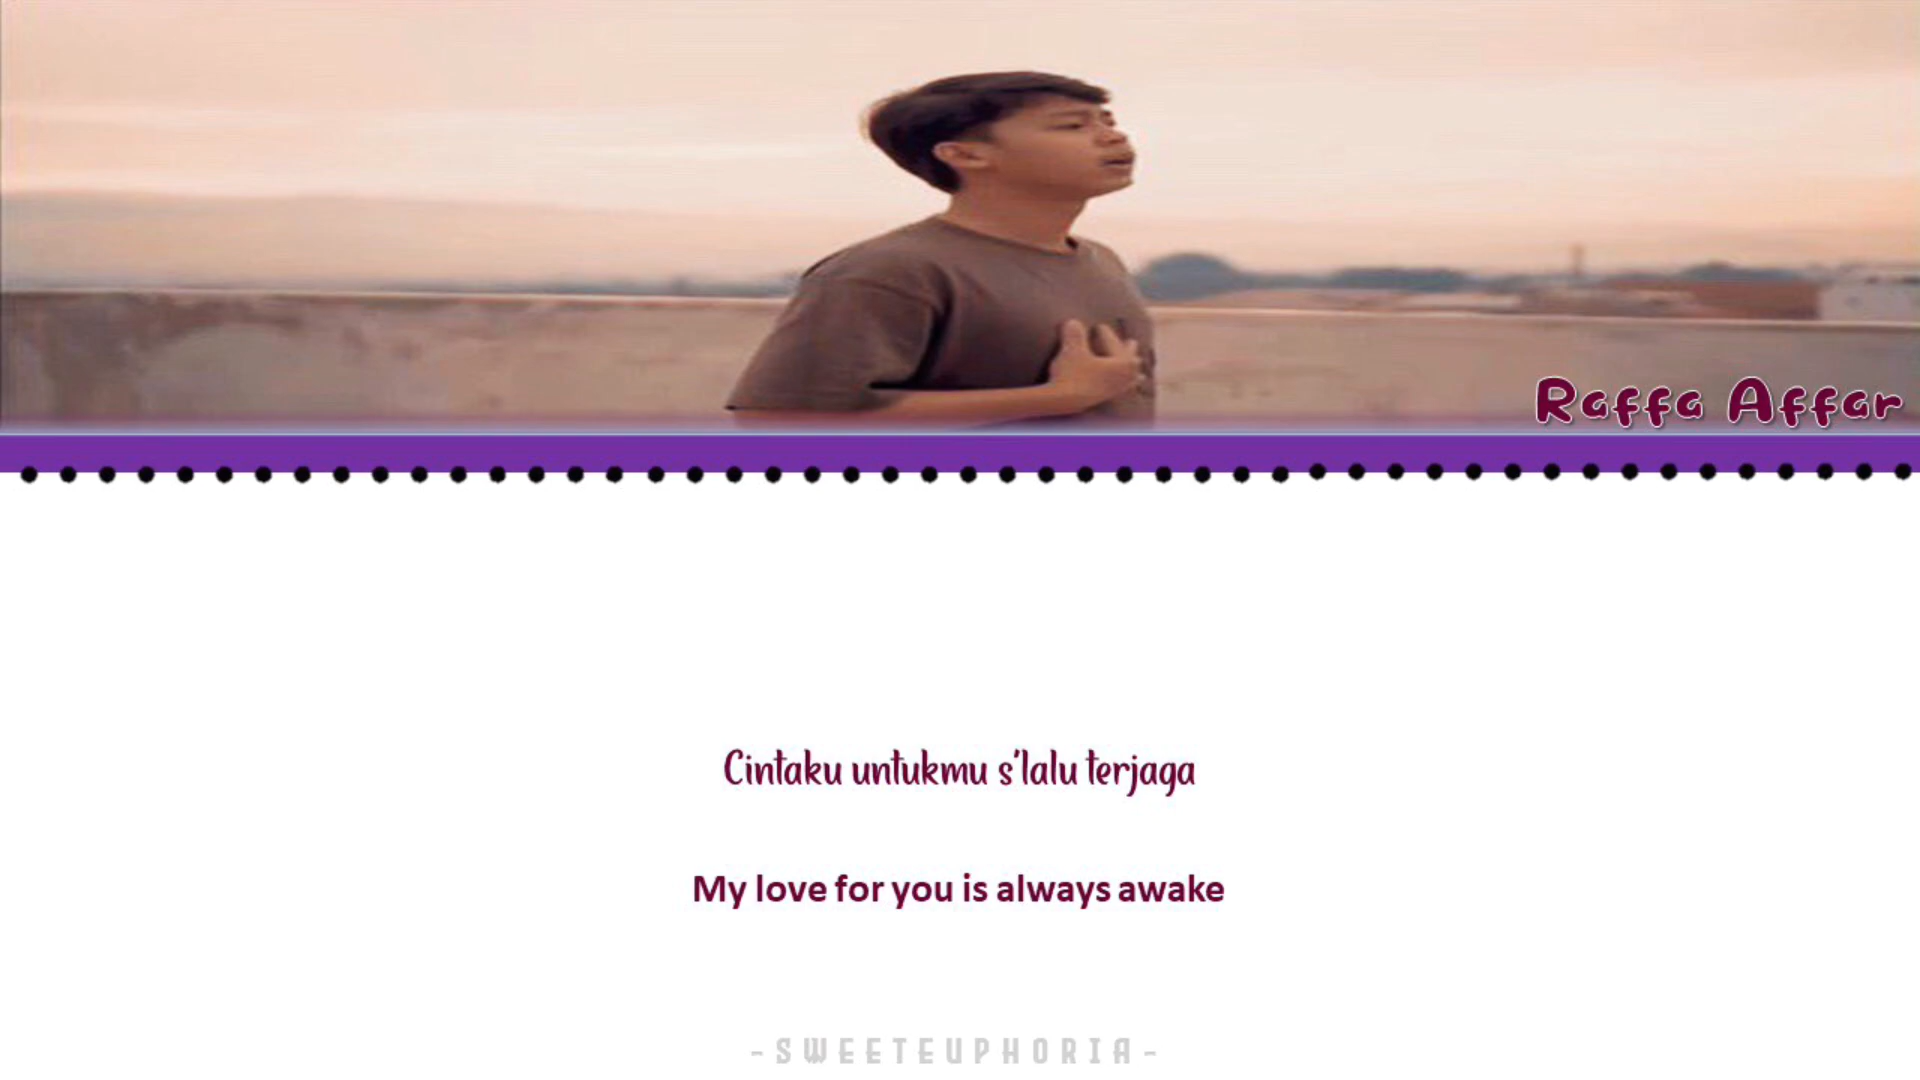 Raffa Affar
Cintaku untukmu s'lalu terjaga
My love for you is always awake
-SWEETEUPHORIA-